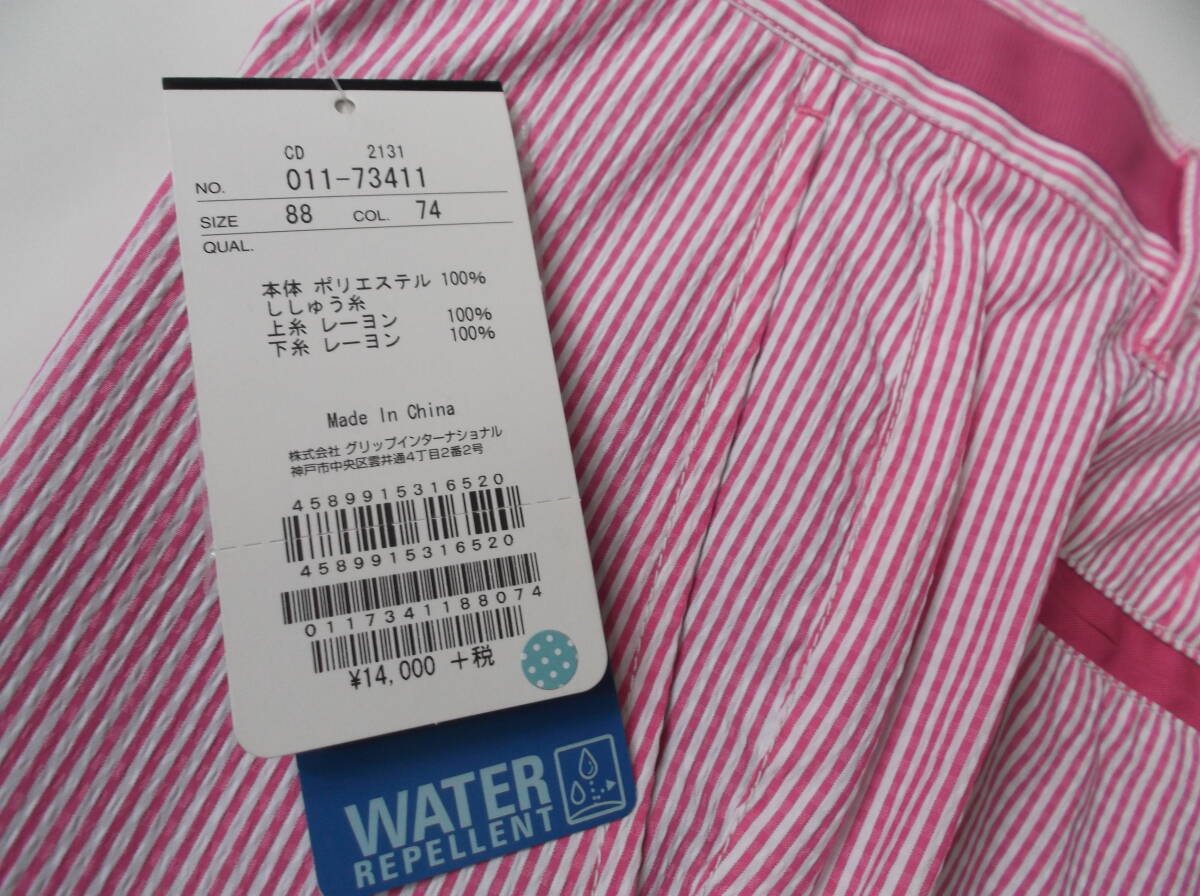 CD 2131
NO. 011-73411
SIZE 88 COL. 74
QUAL.
本体 ポリエステル 100%
ししゅう糸
上糸 レーヨン 100%
下糸 レーヨン 100%
Made In China
株式会社 グリップインターナショナル
神戸市中央区雲井通4丁目2番2号
4589915316520
4589915316520
0117341188074
¥14,000 +税
WATER
REPELLENT